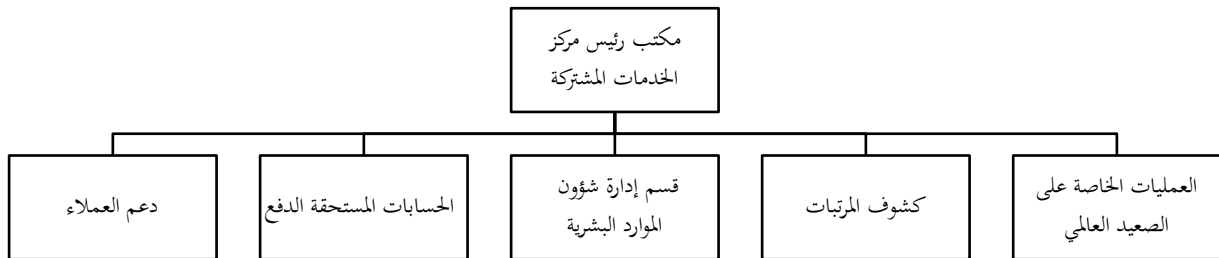 مكتب رئيس مركز
الخدمات المشتركة
العمليات الخاصة على
الصعيد العالمي
كشوف المرتبات
قسم إدارة شؤون
الموارد البشرية
الحسابات المستحقة الدفع
دعم العملاء